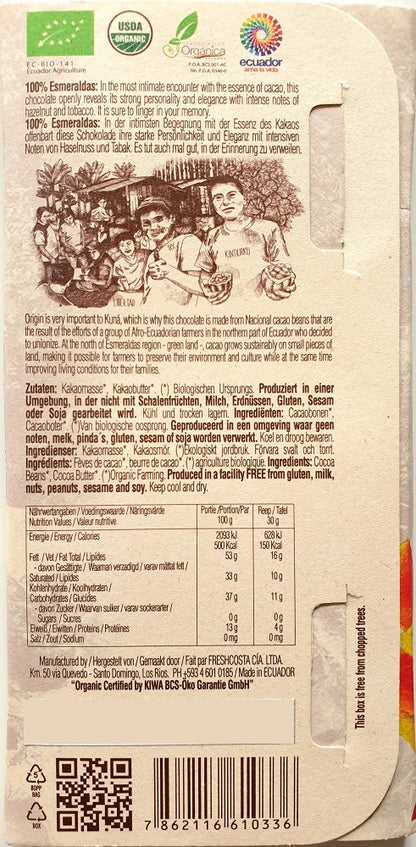 USDA
ORGANIC
Orgánica
ecuador
ama la vida
EC-BIO-141
Ecuador Agriculture
P.O.A. BCS 001-AC
No. P.O.A. 0346-0
100% Esmeraldas: In the most intimate encounter with the essence of cacao, this
chocolate openly reveals its strong personality and elegance with intense notes of
hazelnut and tobacco. It is sure to linger in your memory.
100% Esmeraldas: In der intimsten Begegnung mit der Essenz des Kakaos
offenbart diese Schokolade ihre starke Persönlichkeit und Eleganz mit intensiven
Noten von Haselnuss und Tabak. Es tut auch mal gut, in der Erinnerung zu verweilen.
KINTIURKU
LIBERTAD
Origin is very important to Kuná, which is why this chocolate is made from Nacional cacao beans that are
the result of the efforts of a group of Afro-Ecuadorian farmers in the northern part of Ecuador who decided
to unionize. At the north of Esmeraldas region - green land -, cacao grows sustainably on small pieces of
land, making it possible for farmers to preserve their environment and culture while at the same time
improving living conditions for their families.
Zutaten: Kakaomasse*, Kakaobutter*. (*) Biologischen Ursprungs. Produziert in einer
Umgebung, in der nicht mit Schalenfrüchten, Milch, Erdnüssen, Gluten, Sesam
oder Soja gearbeitet wird. Kühl und trocken lagern. Ingrediënten: Cacaobonen*,
Cacaoboter*. (*)Van biologische oosprong. Geproduceerd in een omgeving waar geen
noten, melk, pinda´s, gluten, sesam of soja worden verwerkt. Koel en droog bewaren.
Ingredienser: Kakaomasse*, Kakaosmör. (*)Ekologiskt jordbruk. Förvara svalt och torrt.
Ingrédients: Fèves de cacao*, beurre de cacao*. (*)agriculture biologique. Ingredients: Cocoa
Beans*, Cocoa Butter*. (*)Organic Farming. Produced in a facility FREE from gluten, milk,
nuts, peanuts, sesame and soy. Keep cool and dry.
Nährwertangaben / Voedingswaarde / Näringsvärde
Nutrition Values / Valeur nutritive
Portie/Portion/Par
100 g
Reep / Tafel
30 g
Energie / Energy / Calories 2093 kJ 628 kJ
500 Kcal 150 Kcal
Fett / Vet / Fat Total / Lipides 53 g 16 g
- davon Gesättigte / Waarman verzadigd / varav mättat fett /
Saturated / Lipides 33 g 10 g
Kohlenhydrate / Koolhydraten /
Carbohydrates / Glucides 37 g 11 g
- davon Zucker / Waarvan suiker / varav sockerarter /
Sugars / Sucres 0 g 0 g
Eiweiß / Eiwitten / Proteins / Protéines 13 g 4 g
Salz / Zout / Sodium 0 mg 0 mg
Manufactured by / Hergestelt von / Gemaakt door / Fait par FRESHCOSTA CÍA. LTDA.
Km. 50 vía Quevedo - Santo Domingo, Los Ríos. PH +593 4 601 0185 / Made in ECUADOR
"Organic Certified by KIWA BCS-Öko Garantie GmbH"
This box is free from chopped trees.
5
BOPP
BAG
BOX
7 862116 610336